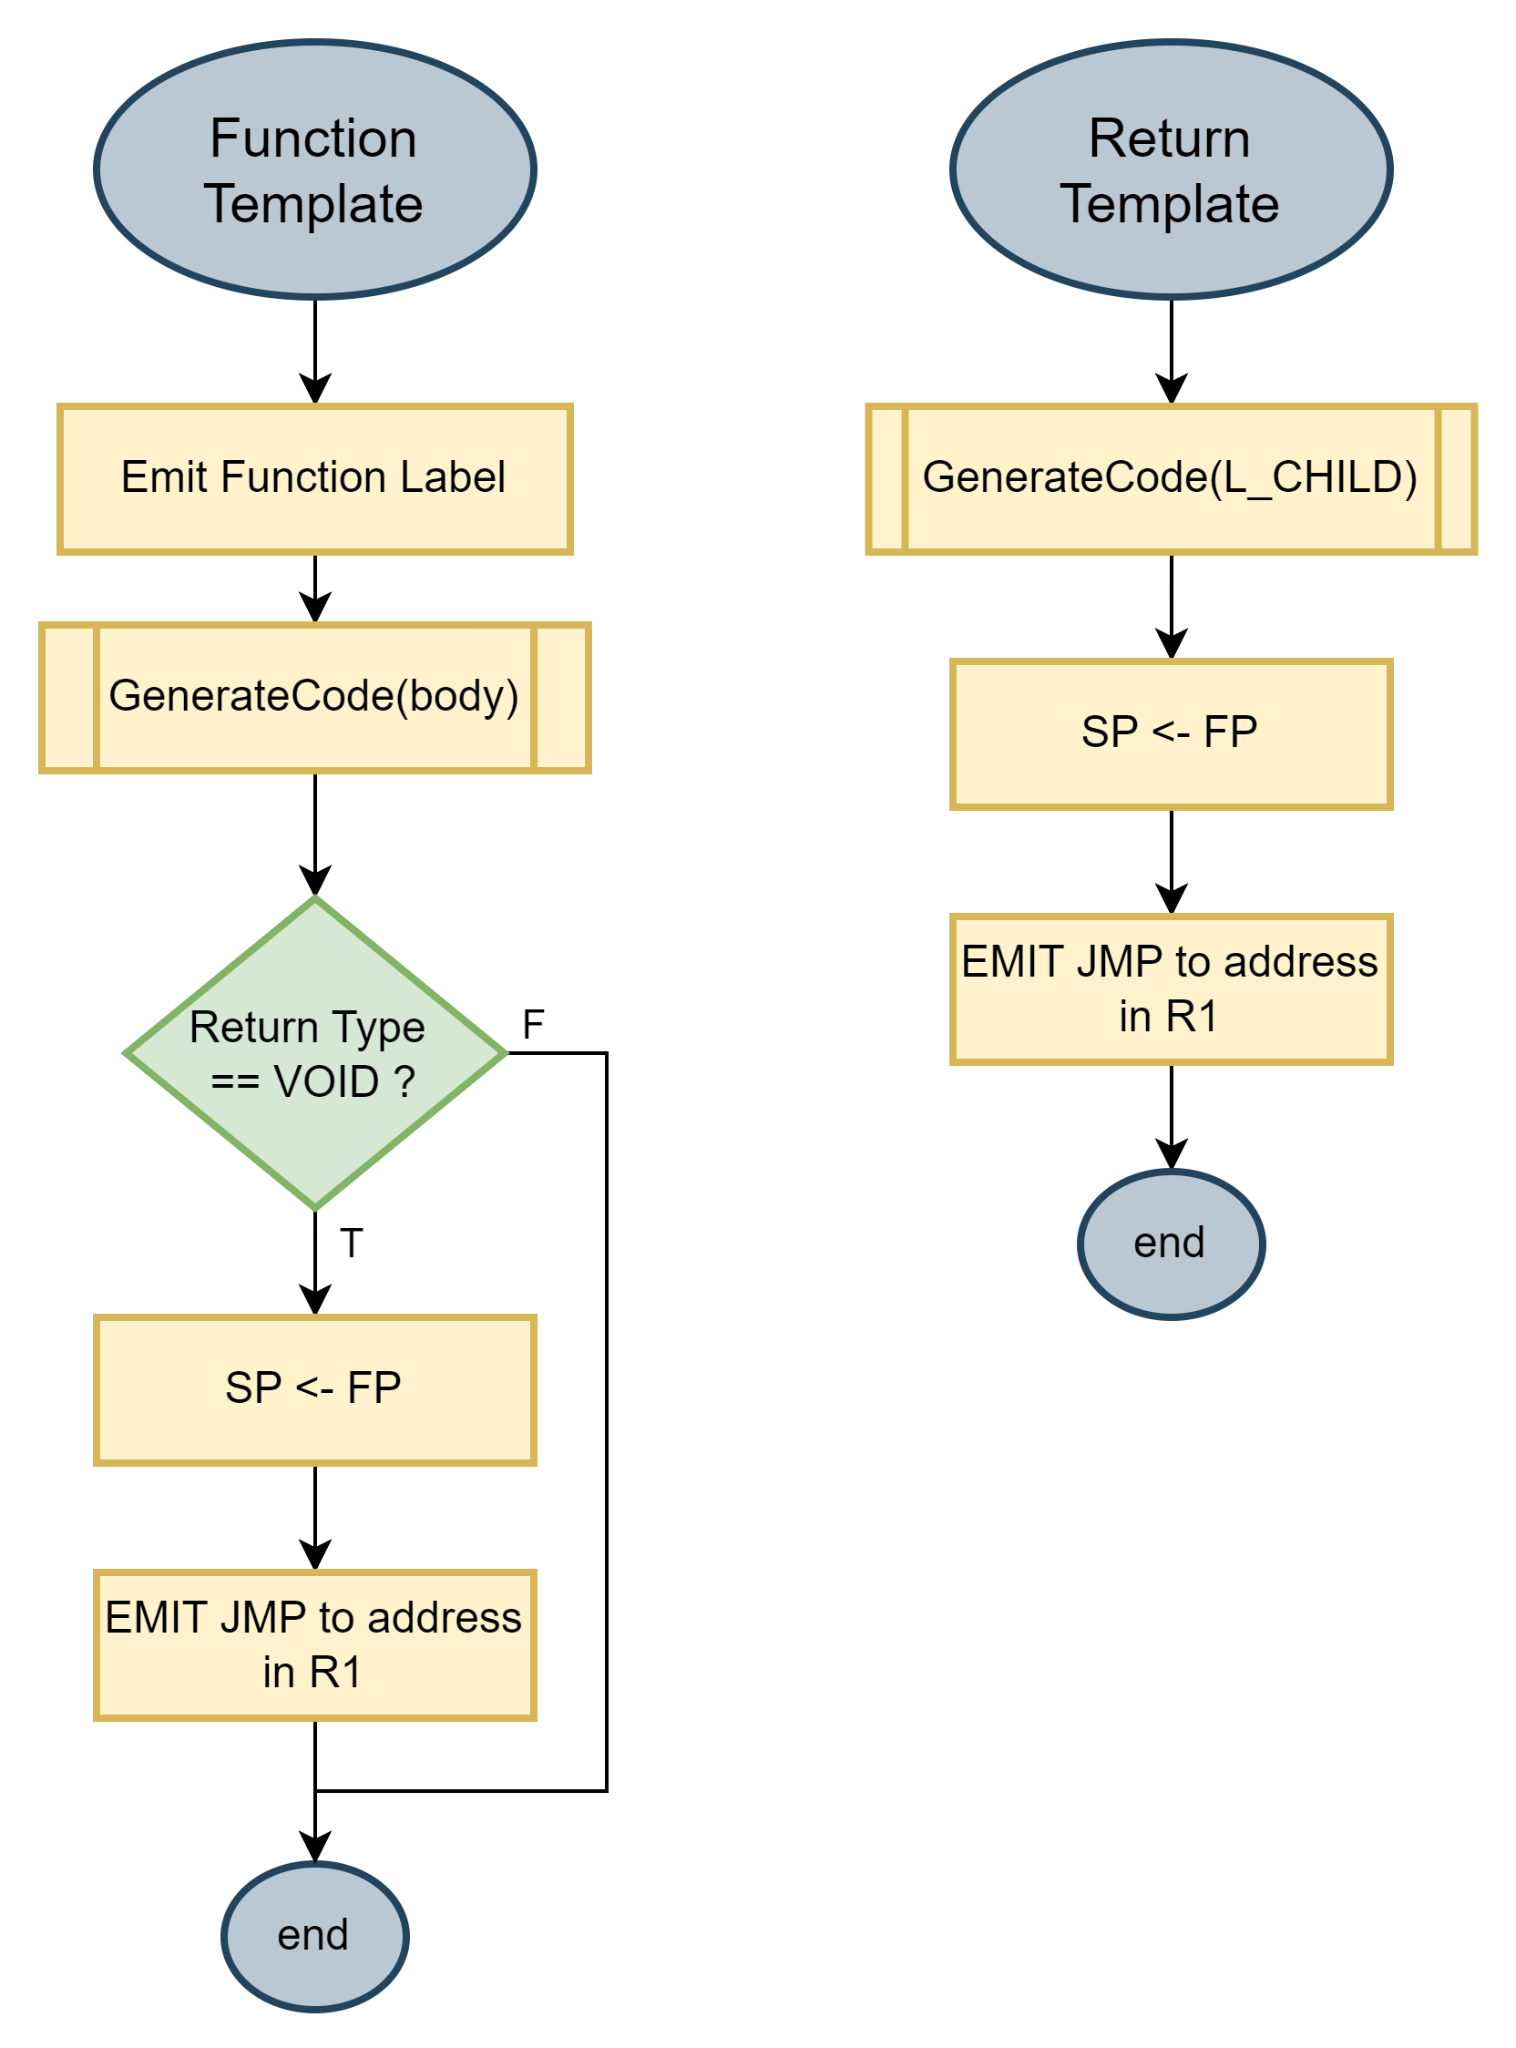 Function
Template
Emit Function Label
GenerateCode(body)
Return Type
== VOID ?
F
T
SP <- FP
EMIT JMP to address
in R1
end
Return
Template
GenerateCode(L_CHILD)
SP <- FP
EMIT JMP to address
in R1
end